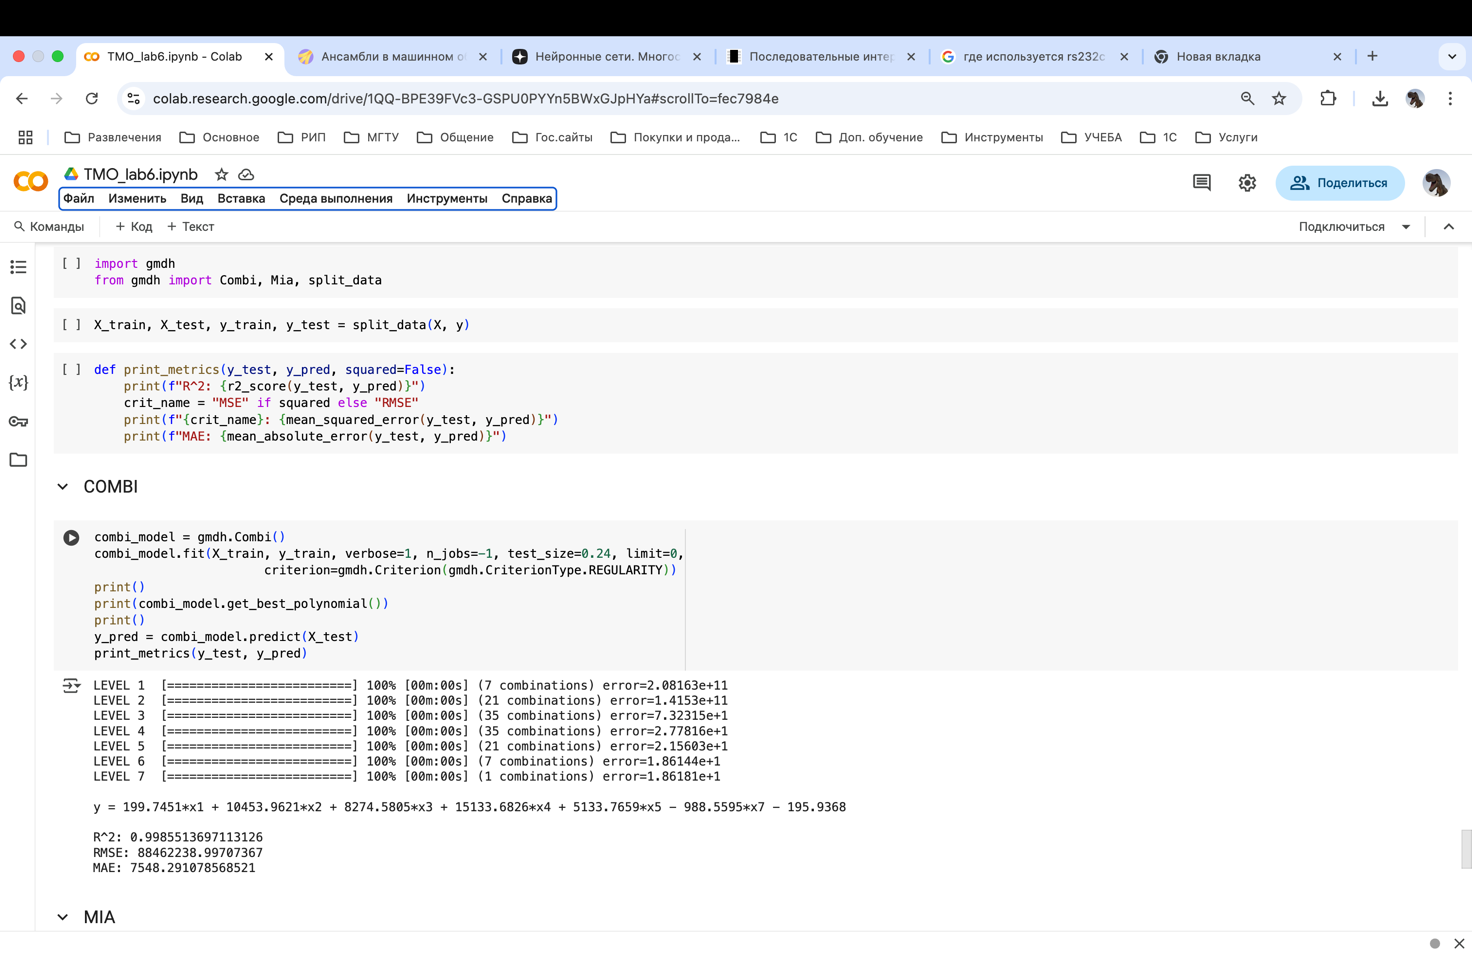 TMO_lab6.ipynb - Colab
Ансамбли в машинном о
Нейронные сети. Многос
Последовательные интер
где используется rs232c
Новая вкладка
colab.research.google.com/drive/1QQ-BPE39FVc3-GSPU0PYYn5BWxGJpHYa#scrollTo=fec7984e
Развлечения Основное РИП МГТУ Общение Гос.сайты Покупки и прода... 1С Доп. обучение Инструменты УЧЕБА 1С Услуги
TMO_lab6.ipynb
Поделиться
Файл Изменить Вид Вставка Среда выполнения Инструменты Справка
Команды + Код + Текст Подключиться
[ ] import gmdh
from gmdh import Combi, Mia, split_data
[ ] X_train, X_test, y_train, y_test = split_data(X, y)
[ ] def print_metrics(y_test, y_pred, squared=False):
print(f"R^2: {r2_score(y_test, y_pred)}")
crit_name = "MSE" if squared else "RMSE"
print(f"{crit_name}: {mean_squared_error(y_test, y_pred)}")
print(f"MAE: {mean_absolute_error(y_test, y_pred)}")
COMBI
combi_model = gmdh.Combi()
combi_model.fit(X_train, y_train, verbose=1, n_jobs=-1, test_size=0.24, limit=0,
criterion=gmdh.Criterion(gmdh.CriterionType.REGULARITY))
print()
print(combi_model.get_best_polynomial())
print()
y_pred = combi_model.predict(X_test)
print_metrics(y_test, y_pred)
LEVEL 1 [=========================] 100% [00m:00s] (7 combinations) error=2.08163e+11
LEVEL 2 [=========================] 100% [00m:00s] (21 combinations) error=1.4153e+11
LEVEL 3 [=========================] 100% [00m:00s] (35 combinations) error=7.32315e+1
LEVEL 4 [=========================] 100% [00m:00s] (35 combinations) error=2.77816e+1
LEVEL 5 [=========================] 100% [00m:00s] (21 combinations) error=2.15603e+1
LEVEL 6 [=========================] 100% [00m:00s] (7 combinations) error=1.86144e+1
LEVEL 7 [=========================] 100% [00m:00s] (1 combinations) error=1.86181e+1
y = 199.7451*x1 + 10453.9621*x2 + 8274.5805*x3 + 15133.6826*x4 + 5133.7659*x5 - 988.5595*x7 - 195.9368
R^2: 0.9985513697113126
RMSE: 88462238.99707367
MAE: 7548.291078568521
MIA